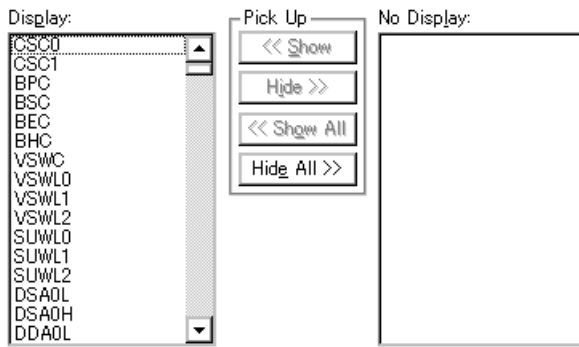 Display:
CSC0
CSC1
BPC
BSC
BEC
BHC
VSWC
VSWL0
VSWL1
VSWL2
SUWL0
SUWL1
SUWL2
DSA0L
DSA0H
DDA0L
Pick Up
<< Show
Hide >>
<< Show All
Hide All >>
No Display: